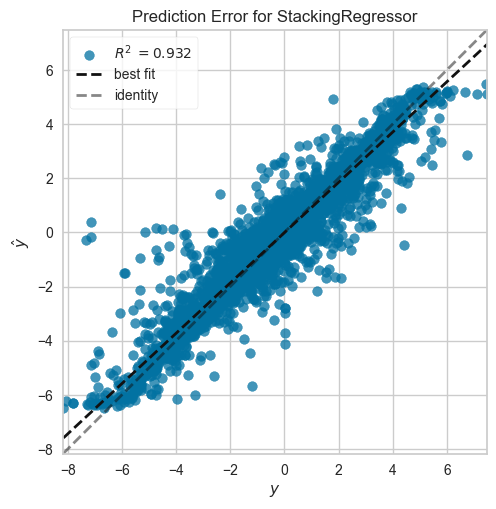 Prediction Error for StackingRegressor
R² = 0.932
best fit
identity
6
4
2
0
−2
−4
−6
−8
ŷ
−8 −6 −4 −2 0 2 4 6
y